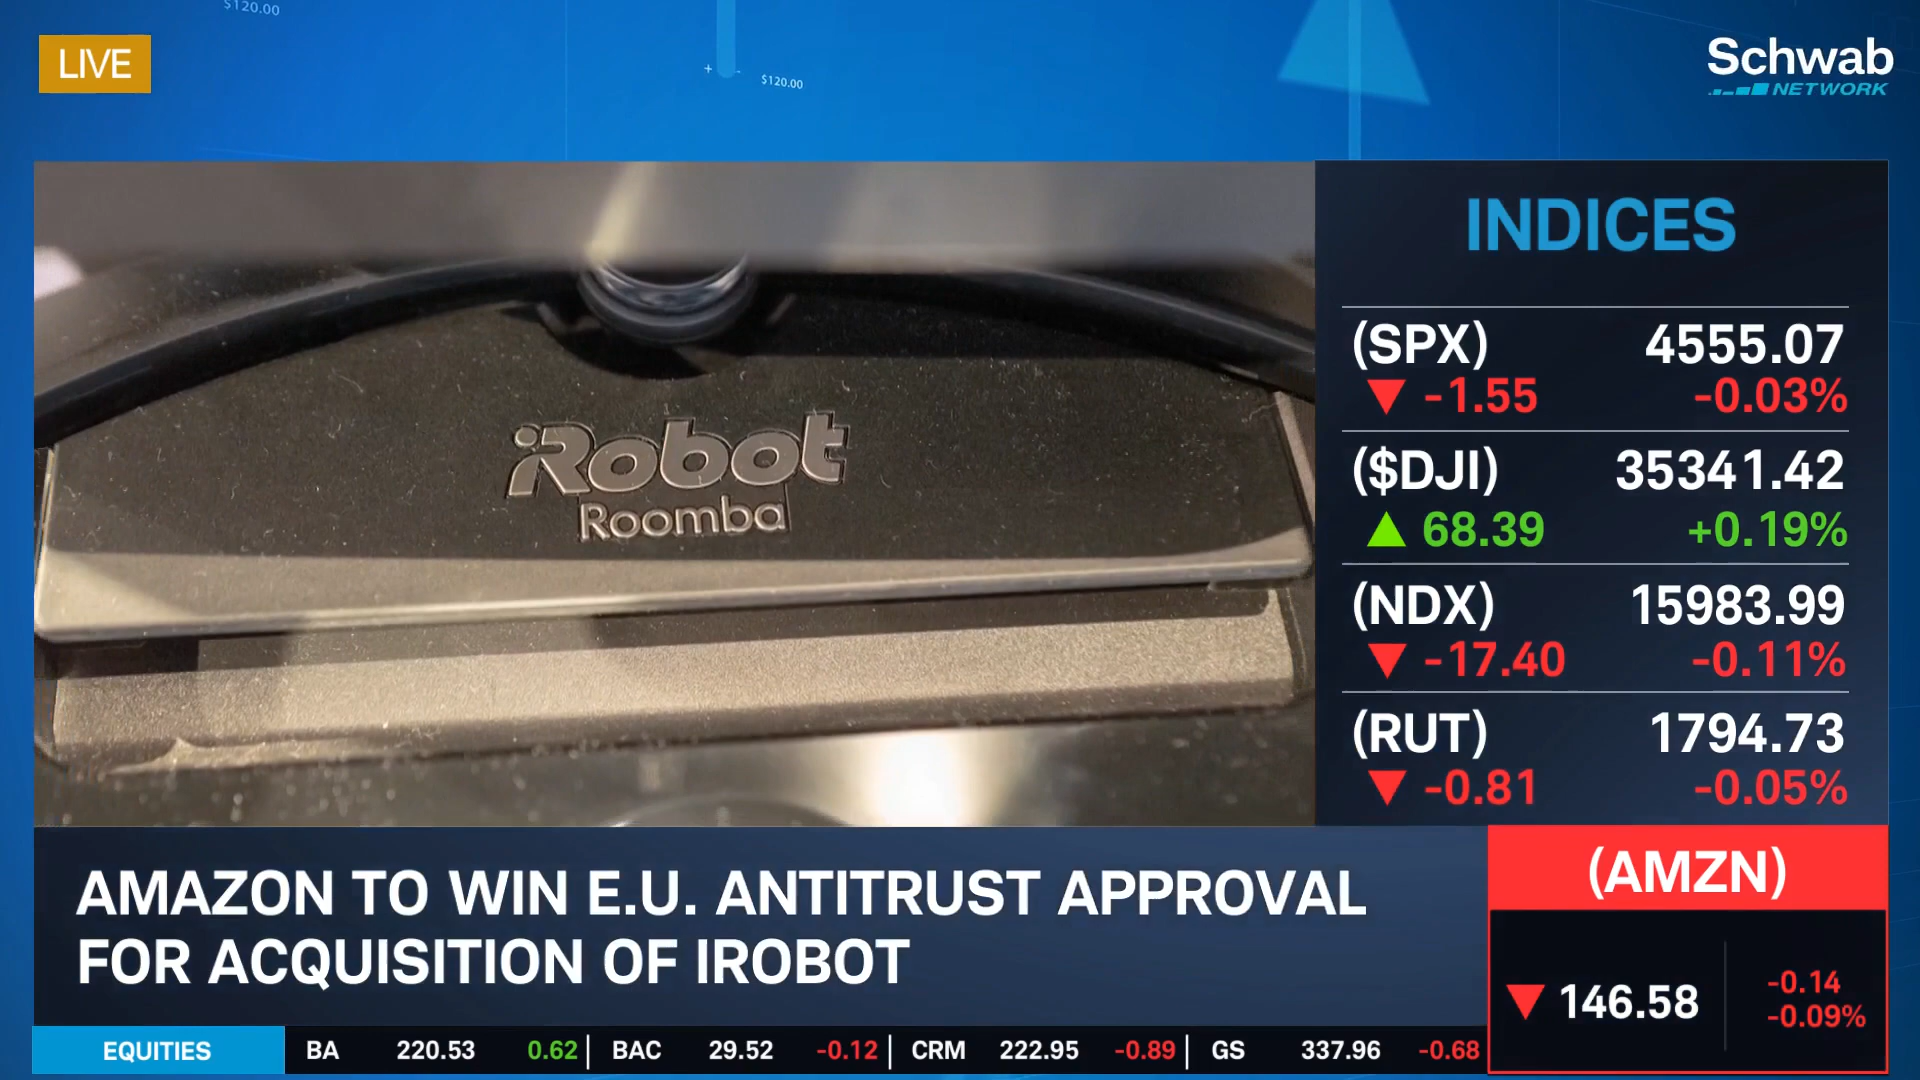 $120.00
LIVE
+ -
$120.00
Schwab
NETWORK
iRobot
Roomba
INDICES
(SPX) 4555.07
▼ -1.55 -0.03%
($DJI) 35341.42
▲ 68.39 +0.19%
(NDX) 15983.99
▼ -17.40 -0.11%
(RUT) 1794.73
▼ -0.81 -0.05%
AMAZON TO WIN E.U. ANTITRUST APPROVAL
FOR ACQUISITION OF IROBOT
(AMZN)
▼ 146.58
-0.14
-0.09%
EQUITIES BA 220.53 0.62 | BAC 29.52 -0.12 | CRM 222.95 -0.89 | GS 337.96 -0.68